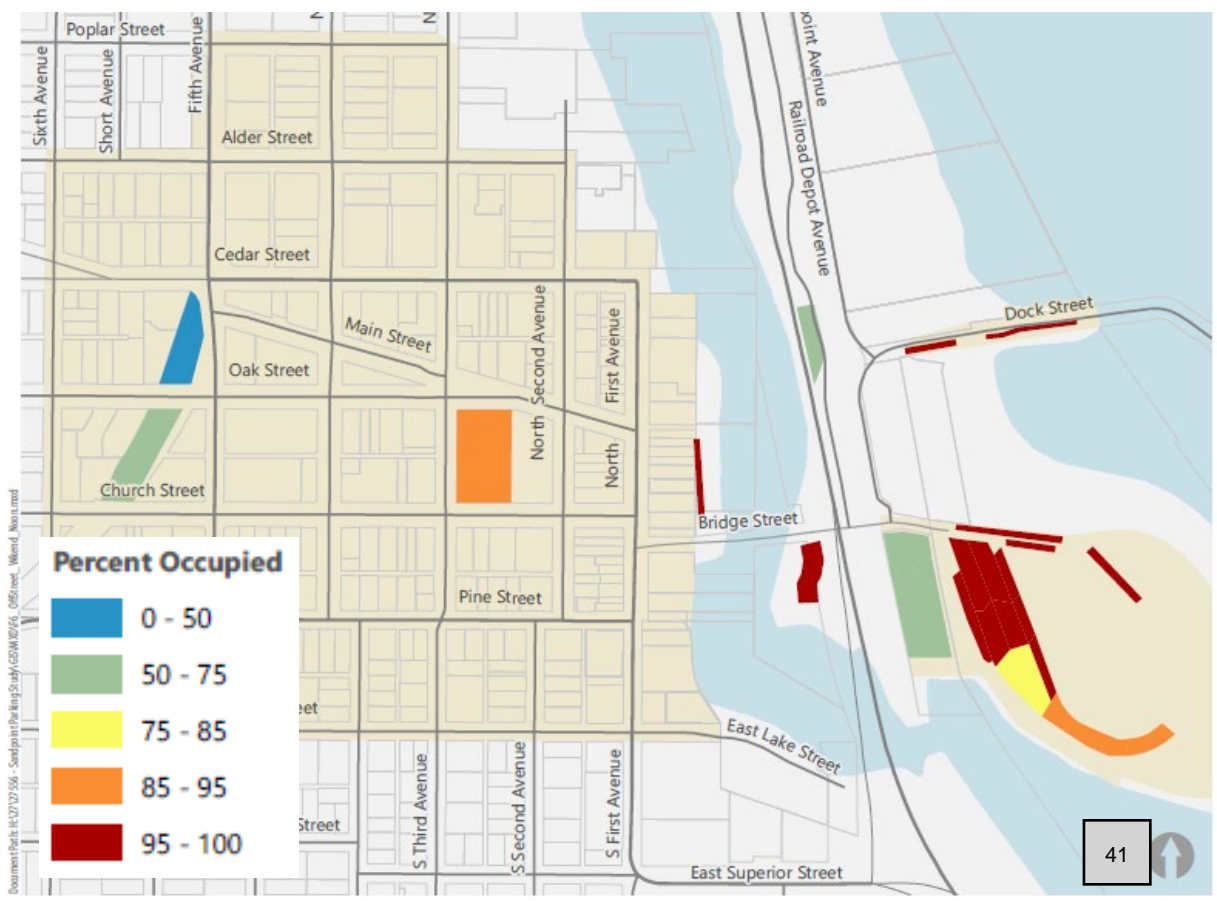 Poplar Street
Sixth Avenue
Short Avenue
Fifth Avenue
N
N
oint Avenue
Railroad Depot Avenue
Alder Street
Cedar Street
Main Street
Oak Street
North Second Avenue
North First Avenue
Dock Street
Church Street
Bridge Street
Pine Street
eet
Street
S Third Avenue
S Second Avenue
S First Avenue
East Lake Street
East Superior Street
Percent Occupied
0 - 50
50 - 75
75 - 85
85 - 95
95 - 100
41